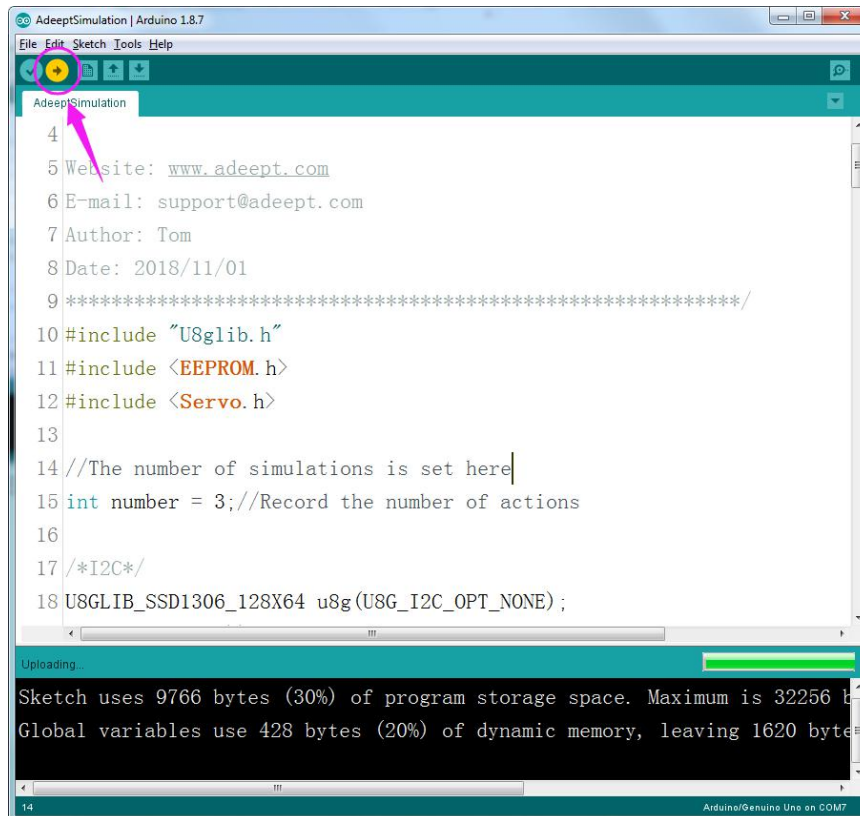 AdeeptSimulation | Arduino 1.8.7
File Edit Sketch Tools Help
AdeeptSimulation
4
5 Website: www.adeept.com
6 E-mail: support@adeept.com
7 Author: Tom
8 Date: 2018/11/01
9 ***********************************************************/
10 #include "U8glib.h"
11 #include <EEPROM.h>
12 #include <Servo.h>
13
14 //The number of simulations is set here
15 int number = 3;//Record the number of actions
16
17 /*I2C*/
18 U8GLIB_SSD1306_128X64 u8g(U8G_I2C_OPT_NONE);
Uploading...
Sketch uses 9766 bytes (30%) of program storage space. Maximum is 32256 b
Global variables use 428 bytes (20%) of dynamic memory, leaving 1620 byte
14
Arduino/Genuino Uno on COM7